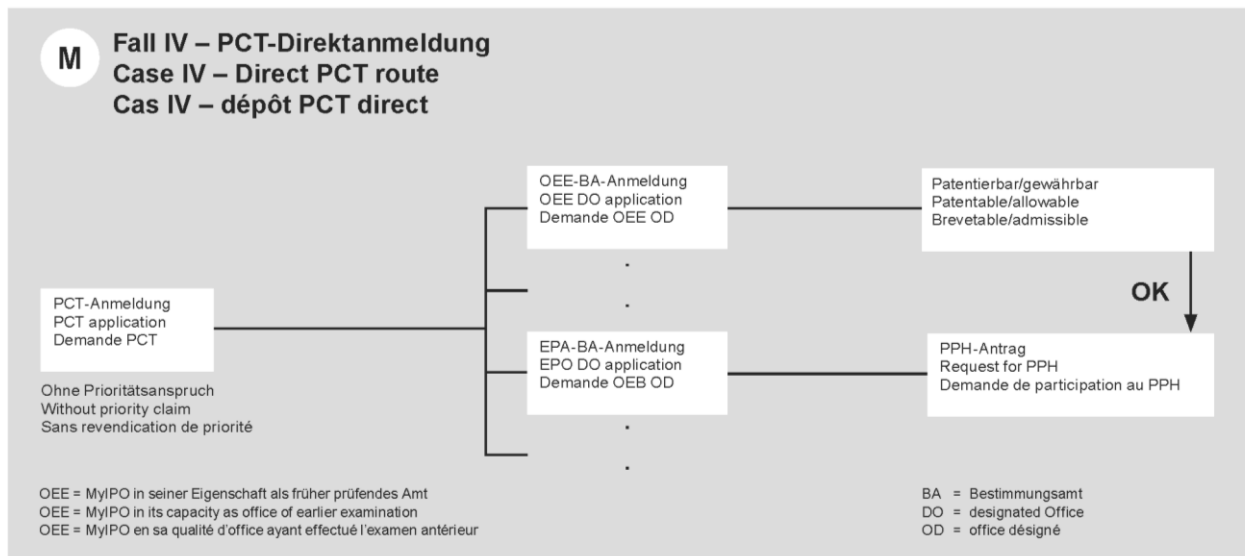 M
Fall IV – PCT-Direktanmeldung
Case IV – Direct PCT route
Cas IV – dépôt PCT direct
OEE-BA-Anmeldung
OEE DO application
Demande OEE OD
Patentierbar/gewährbar
Patentable/allowable
Brevetable/admissible
OK
PCT-Anmeldung
PCT application
Demande PCT
Ohne Prioritätsanspruch
Without priority claim
Sans revendication de priorité
EPA-BA-Anmeldung
EPO DO application
Demande OEB OD
PPH-Antrag
Request for PPH
Demande de participation au PPH
OEE = MyIPO in seiner Eigenschaft als früher prüfendes Amt
OEE = MyIPO in its capacity as office of earlier examination
OEE = MyIPO en sa qualité d'office ayant effectué l'examen antérieur
BA = Bestimmungsamt
DO = designated Office
OD = office désigné